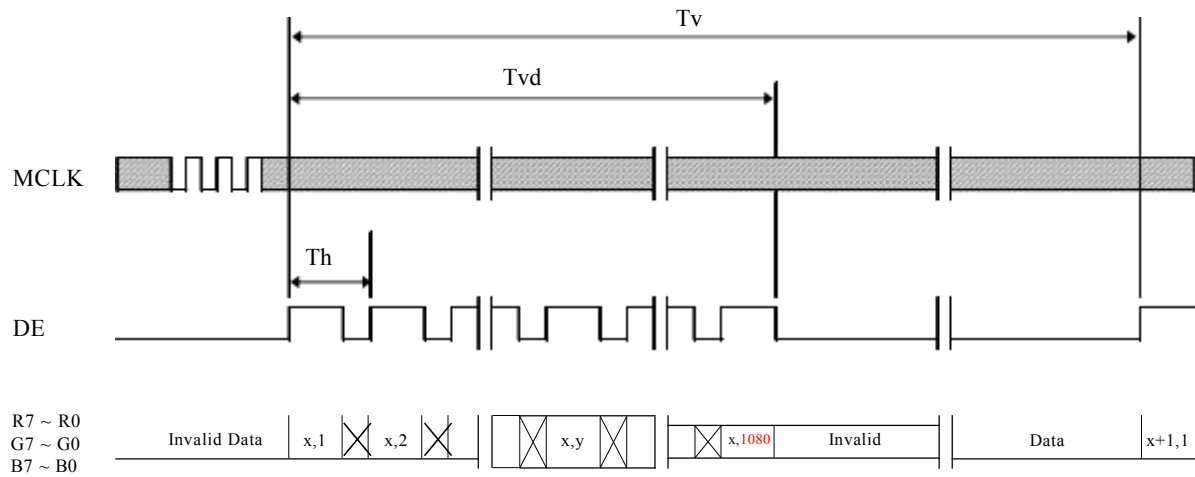 Tv
Tvd
MCLK
Th
DE
R7 ~ R0
G7 ~ G0
B7 ~ B0
Invalid Data x,1 x,2 x,y x,1080 Invalid Data x+1,1